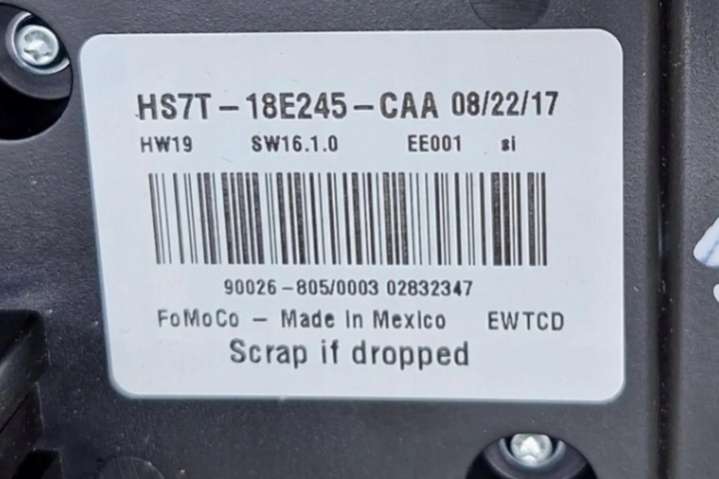 HS7T-18E245-CAA 08/22/17
HW19 SW16.1.0 EE001 si
90026-805/0003 02832347
FoMoCo - Made in Mexico EWTCD
Scrap if dropped